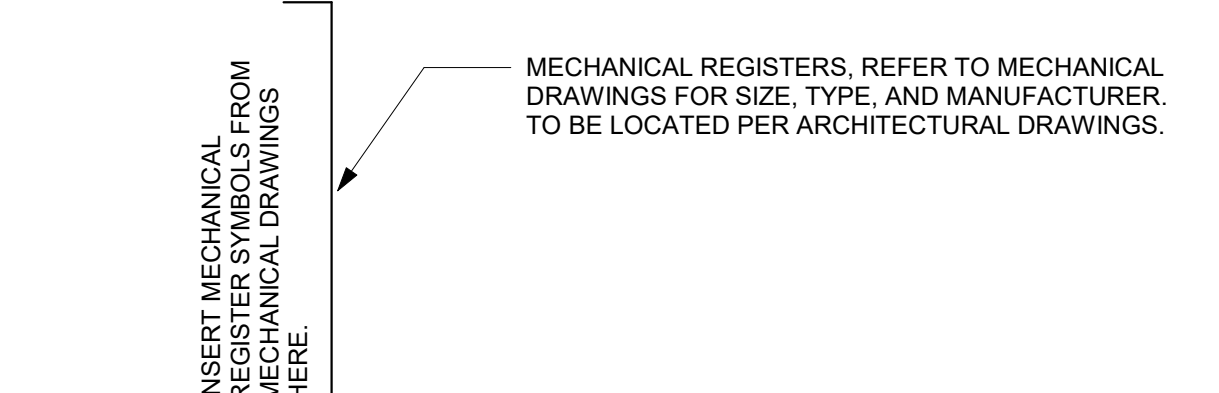 MECHANICAL REGISTERS, REFER TO MECHANICAL
DRAWINGS FOR SIZE, TYPE, AND MANUFACTURER.
TO BE LOCATED PER ARCHITECTURAL DRAWINGS.
NSERT MECHANICAL
REGISTER SYMBOLS FROM
MECHANICAL DRAWINGS
HERE.